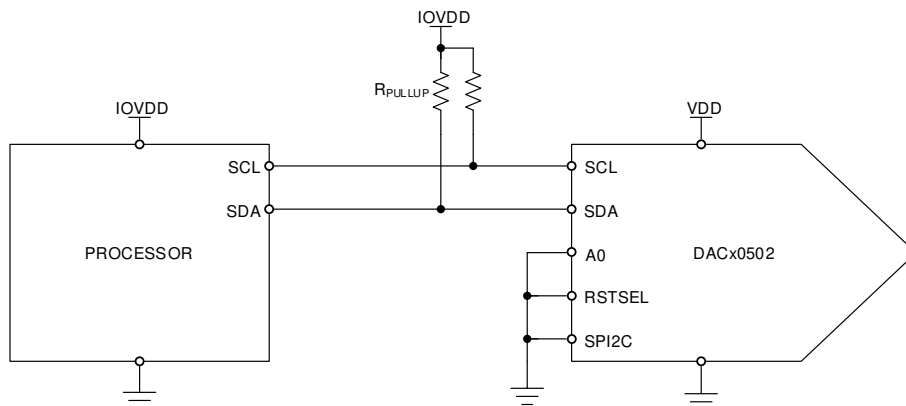 IOVDD
RPULLUP
IOVDD
VDD
SCL
SCL
SDA
SDA
PROCESSOR
A0
DACx0502
RSTSEL
SPI2C